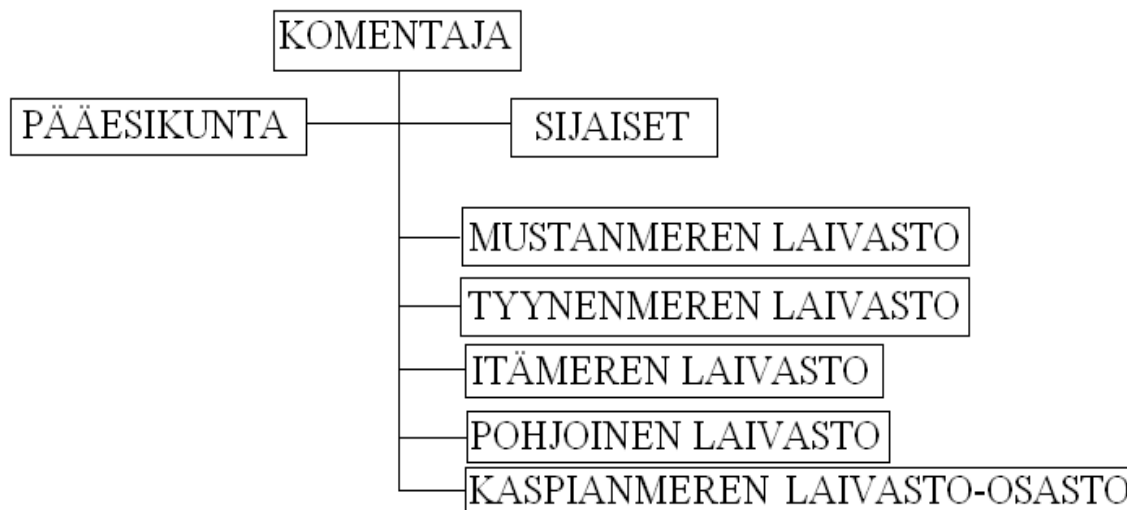 KOMENTAJA
PÄÄESIKUNTA
SIJAISET
MUSTANMEREN LAIVASTO
TYYNENMEREN LAIVASTO
ITÄMEREN LAIVASTO
POHJOINEN LAIVASTO
KASPIANMEREN LAIVASTO-OSASTO